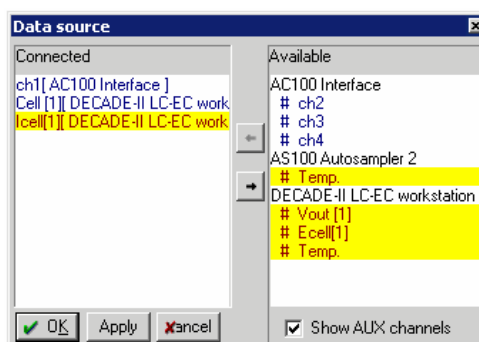 Data source
Connected
ch1[ AC100 Interface ]
Cell [1][ DECADE-II LC-EC work
Icell[1][ DECADE-II LC-EC work
Available
AC100 Interface
# ch2
# ch3
# ch4
AS100 Autosampler 2
# Temp.
DECADE-II LC-EC workstation
# Vout [1]
# Ecell[1]
# Temp.
OK
Apply
Xancel
Show AUX channels